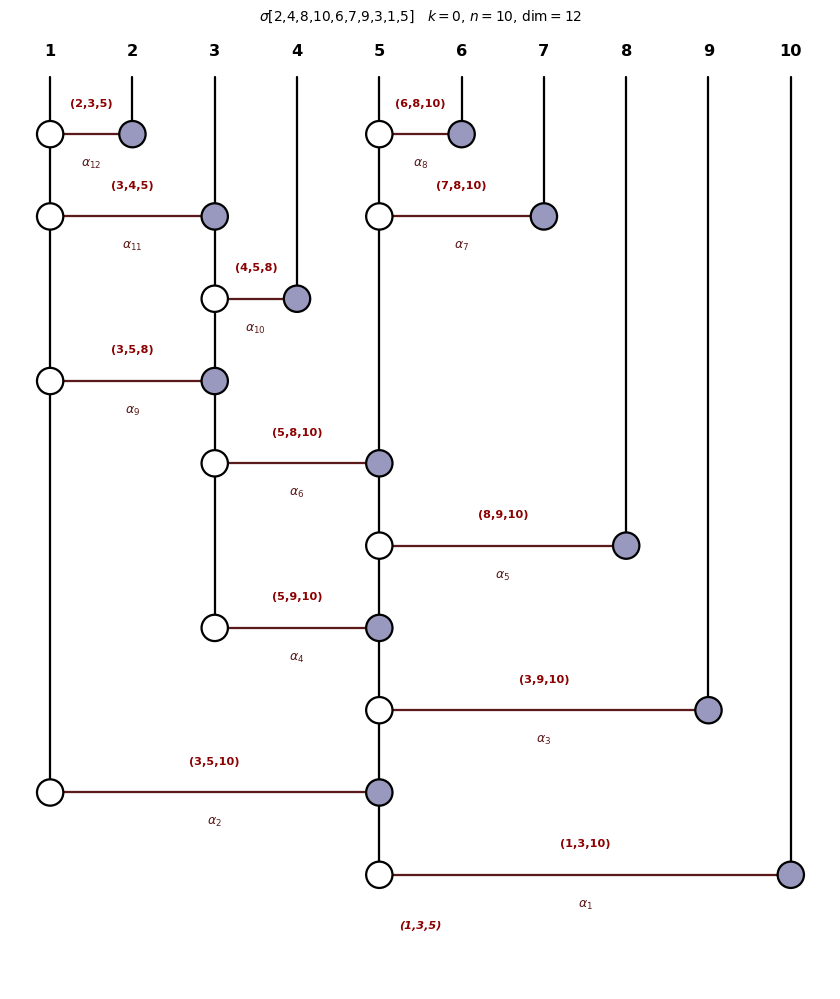 σ[2,4,8,10,6,7,9,3,1,5]   k=0, n=10, dim=12
1 2 3 4 5 6 7 8 9 10
(2,3,5) (6,8,10)
α₁₂ α₈
(3,4,5) (7,8,10)
α₁₁ α₇
(4,5,8)
α₁₀
(3,5,8)
α₉
(5,8,10)
α₆
(8,9,10)
α₅
(5,9,10)
α₄
(3,9,10)
α₃
(3,5,10)
α₂
(1,3,10)
α₁
(1,3,5)